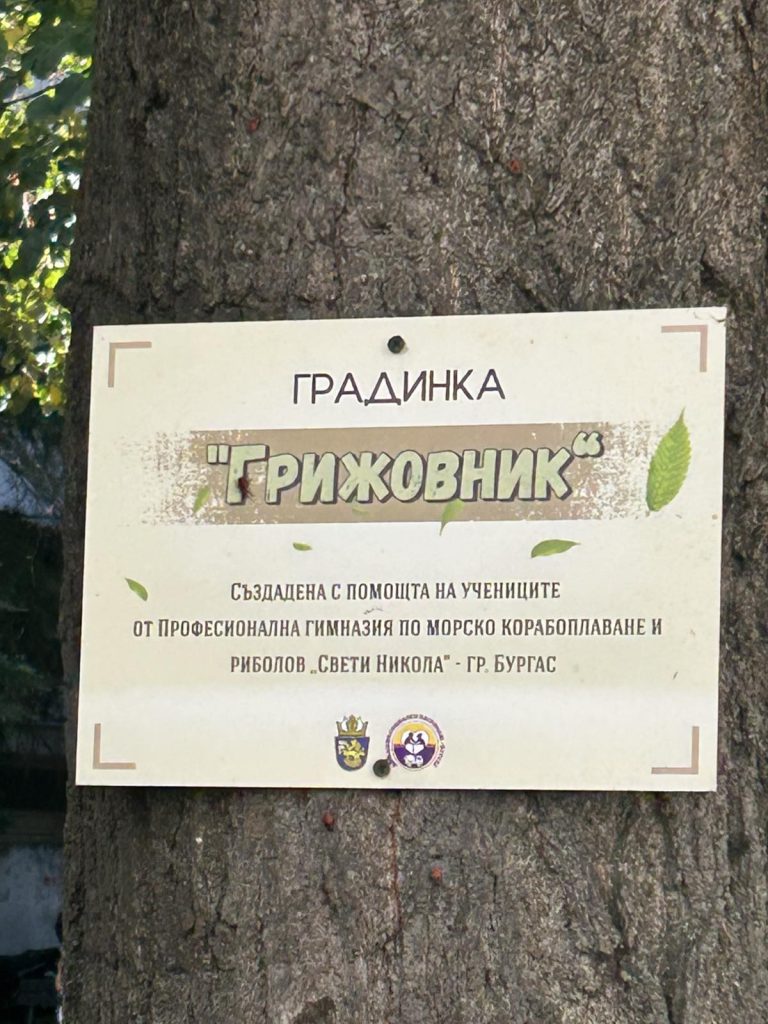 ГРАДИНКА
"Грижовник“
Създадена с помощта на учениците
от Професионална гимназия по морско корабоплаване и
риболов „Свети Никола" - гр. Бургас